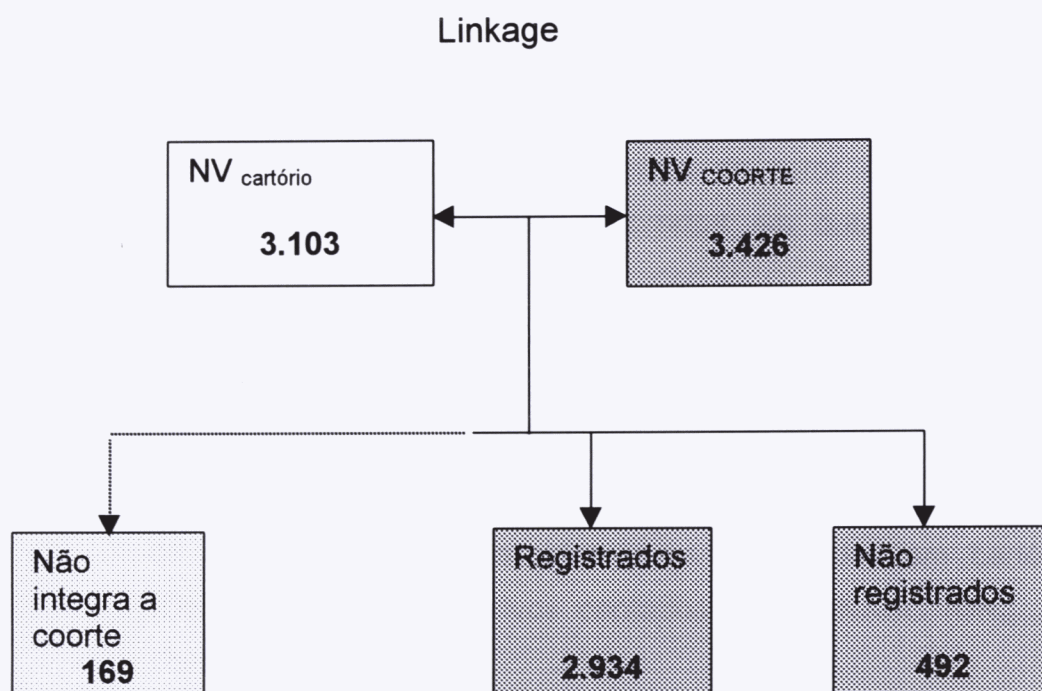 Linkage
NV cartório
3.103
NV COORTE
3.426
Não
integra a
coorte
169
Registrados
2.934
Não
registrados
492